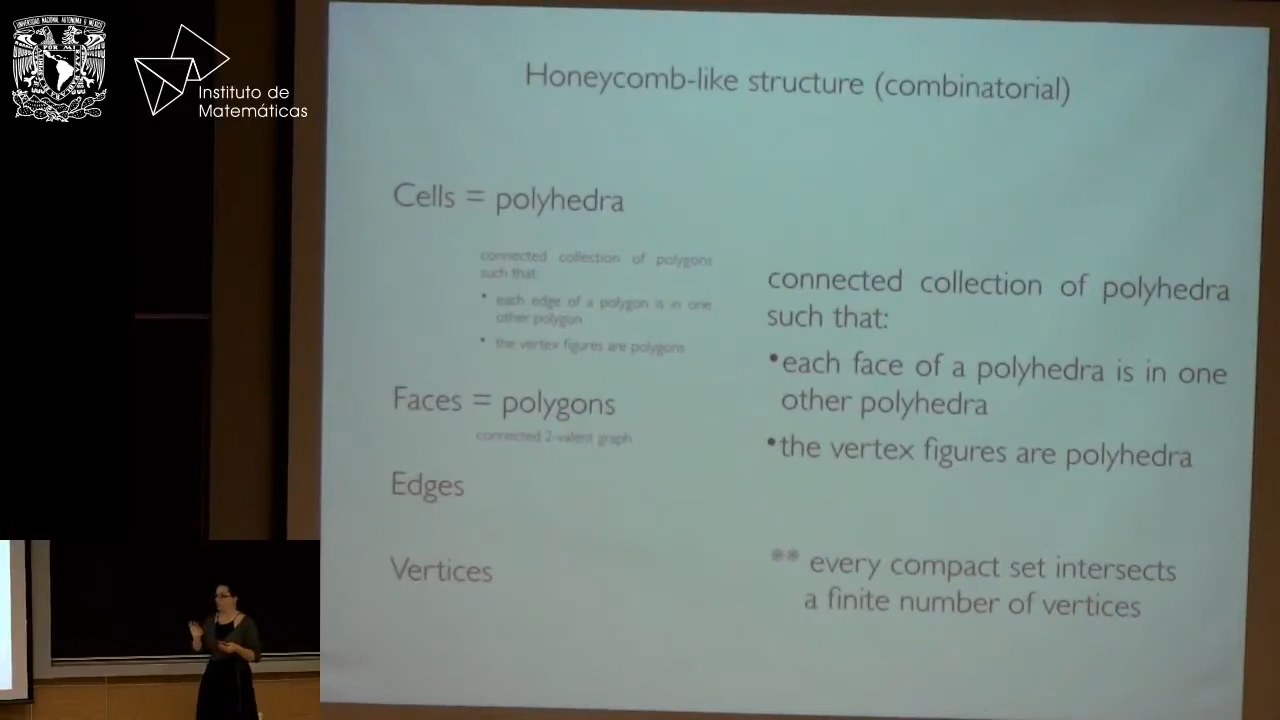 POR MI
Instituto de
Matemáticas
Honeycomb-like structure (combinatorial)
Cells = polyhedra
connected collection of polygons
such that:
• each edge of a polygon is in one
other polygon
• the vertex figures are polygons
Faces = polygons
connected 2-valent graph
Edges
Vertices
connected collection of polyhedra
such that:
•each face of a polyhedra is in one
other polyhedra
•the vertex figures are polyhedra
** every compact set intersects
a finite number of vertices